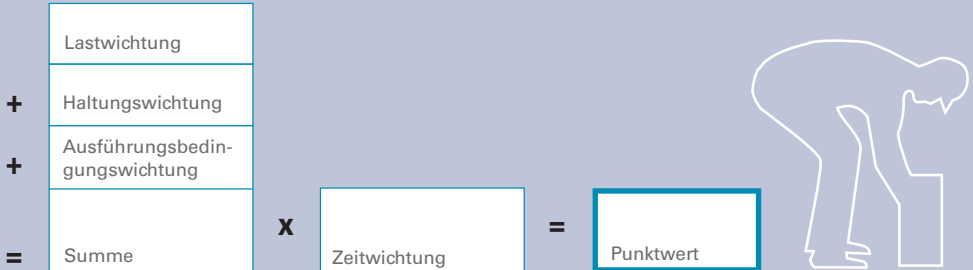 Lastwichtung
+ Haltungswichtung
+ Ausführungsbedin-
gungswichtung
= Summe x Zeitwichtung = Punktwert